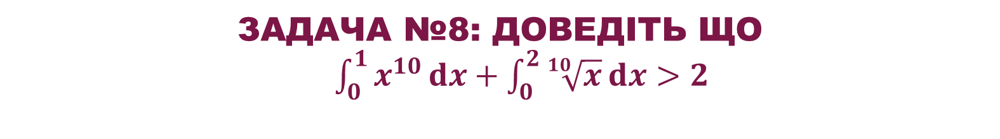 ЗАДАЧА №8: ДОВЕДІТЬ ЩО
∫₀¹ x¹⁰ dx + ∫₀² ¹⁰√x dx > 2